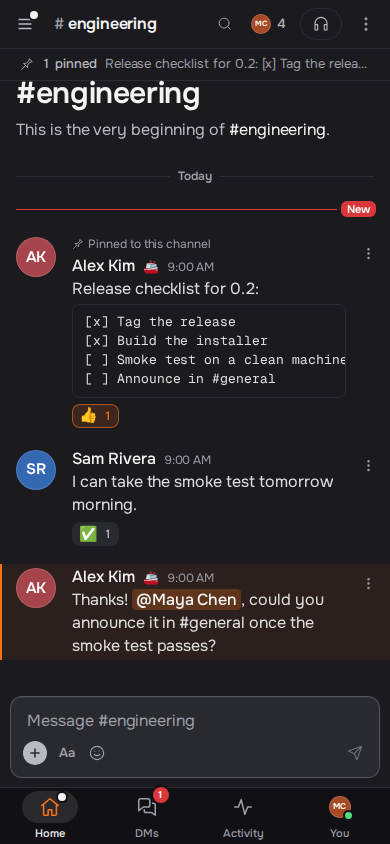 # engineering
MC 4
1 pinned Release checklist for 0.2: [x] Tag the relea...
#engineering
This is the very beginning of #engineering.
Today
New
Pinned to this channel
AK Alex Kim 9:00 AM
Release checklist for 0.2:
[x] Tag the release
[x] Build the installer
[ ] Smoke test on a clean machine
[ ] Announce in #general
1
SR Sam Rivera 9:00 AM
I can take the smoke test tomorrow
morning.
1
AK Alex Kim 9:00 AM
Thanks! @Maya Chen, could you
announce it in #general once the
smoke test passes?
Message #engineering
Aa
1
MC
Home DMs Activity You